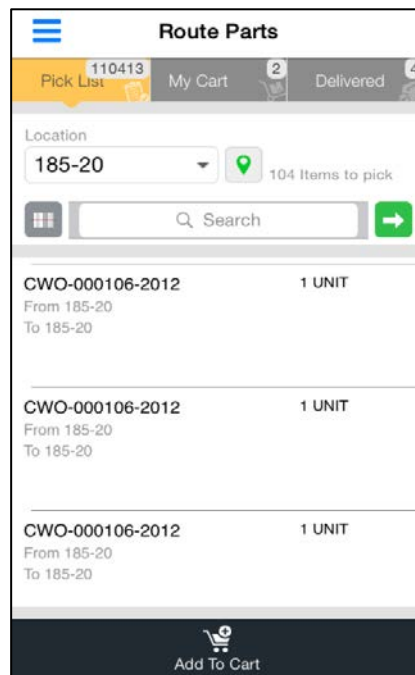 Route Parts
110413
2
4
Pick List
My Cart
Delivered
Location
185-20
104 Items to pick
Search
CWO-000106-2012
1 UNIT
From 185-20
To 185-20
CWO-000106-2012
1 UNIT
From 185-20
To 185-20
CWO-000106-2012
1 UNIT
From 185-20
To 185-20
Add To Cart